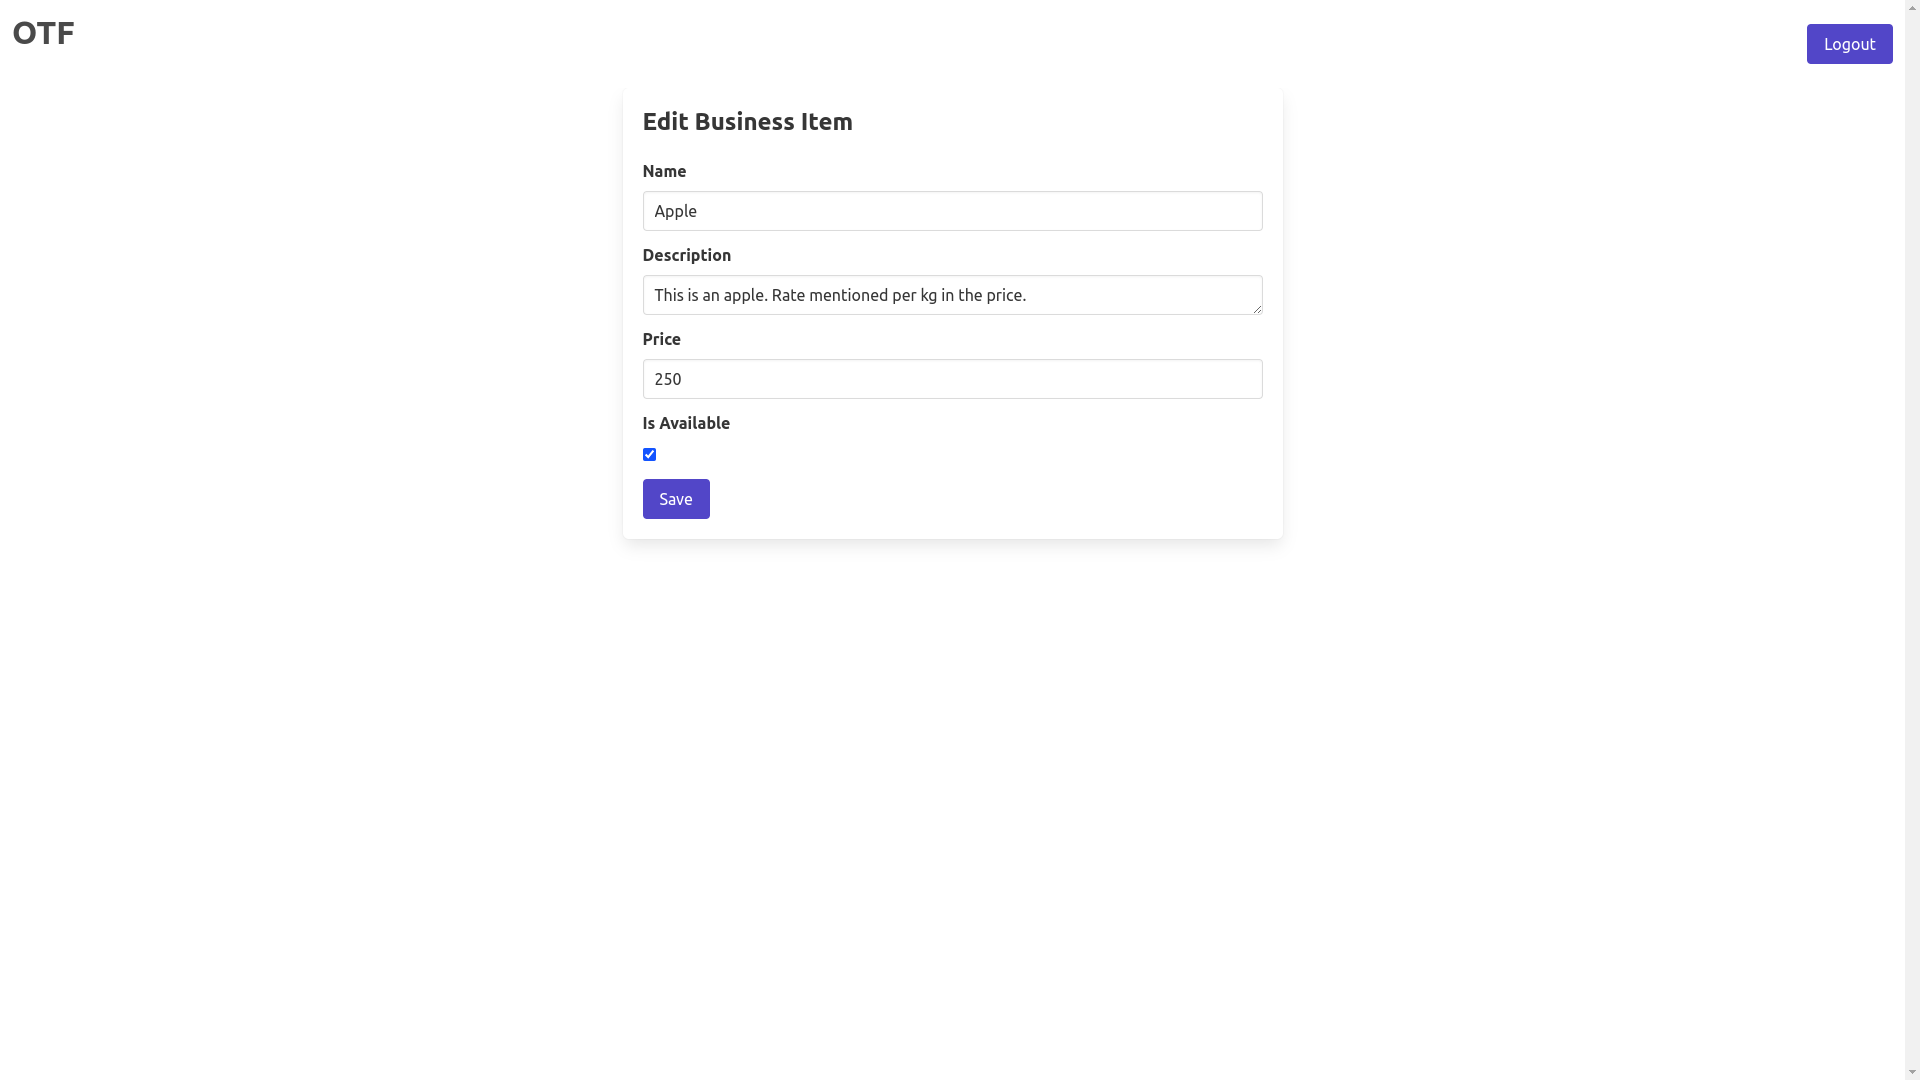 OTF
Logout
Edit Business Item
Name
Apple
Description
This is an apple. Rate mentioned per kg in the price.
Price
250
Is Available
Save